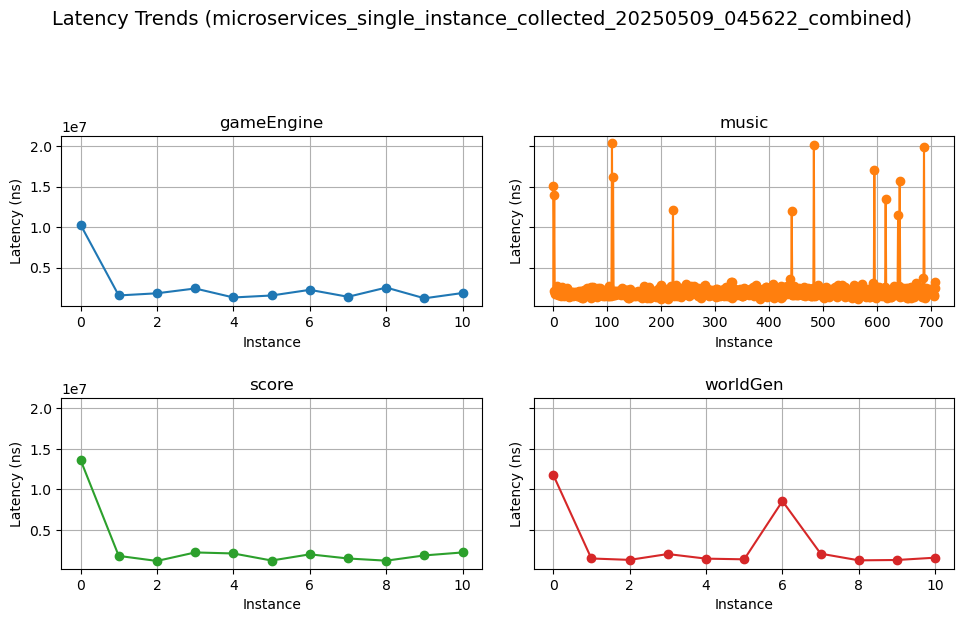 Latency Trends (microservices_single_instance_collected_20250509_045622_combined)
gameEngine
1e7
2.0
1.5
1.0
0.5
Latency (ns)
0 2 4 6 8 10
Instance
music
Latency (ns)
0 100 200 300 400 500 600 700
Instance
score
1e7
2.0
1.5
1.0
0.5
Latency (ns)
0 2 4 6 8 10
Instance
worldGen
Latency (ns)
0 2 4 6 8 10
Instance